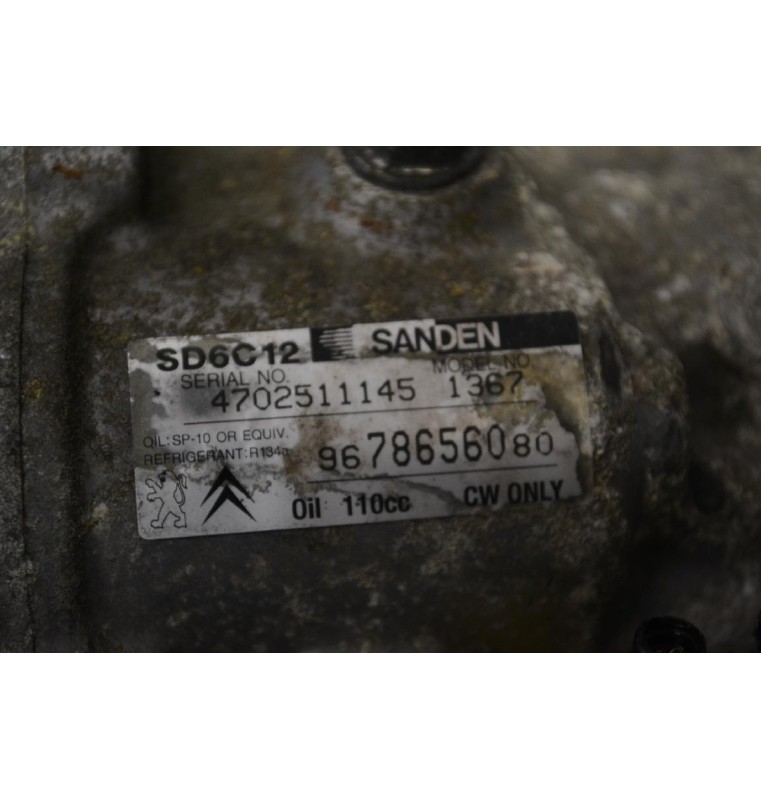 SD6C12 SANDEN
SERIAL NO. MODEL NO
4702511145 1367
OIL:SP-10 OR EQUIV.
REFRIGERANT:R134a 9678656080
Oil 110cc CW ONLY